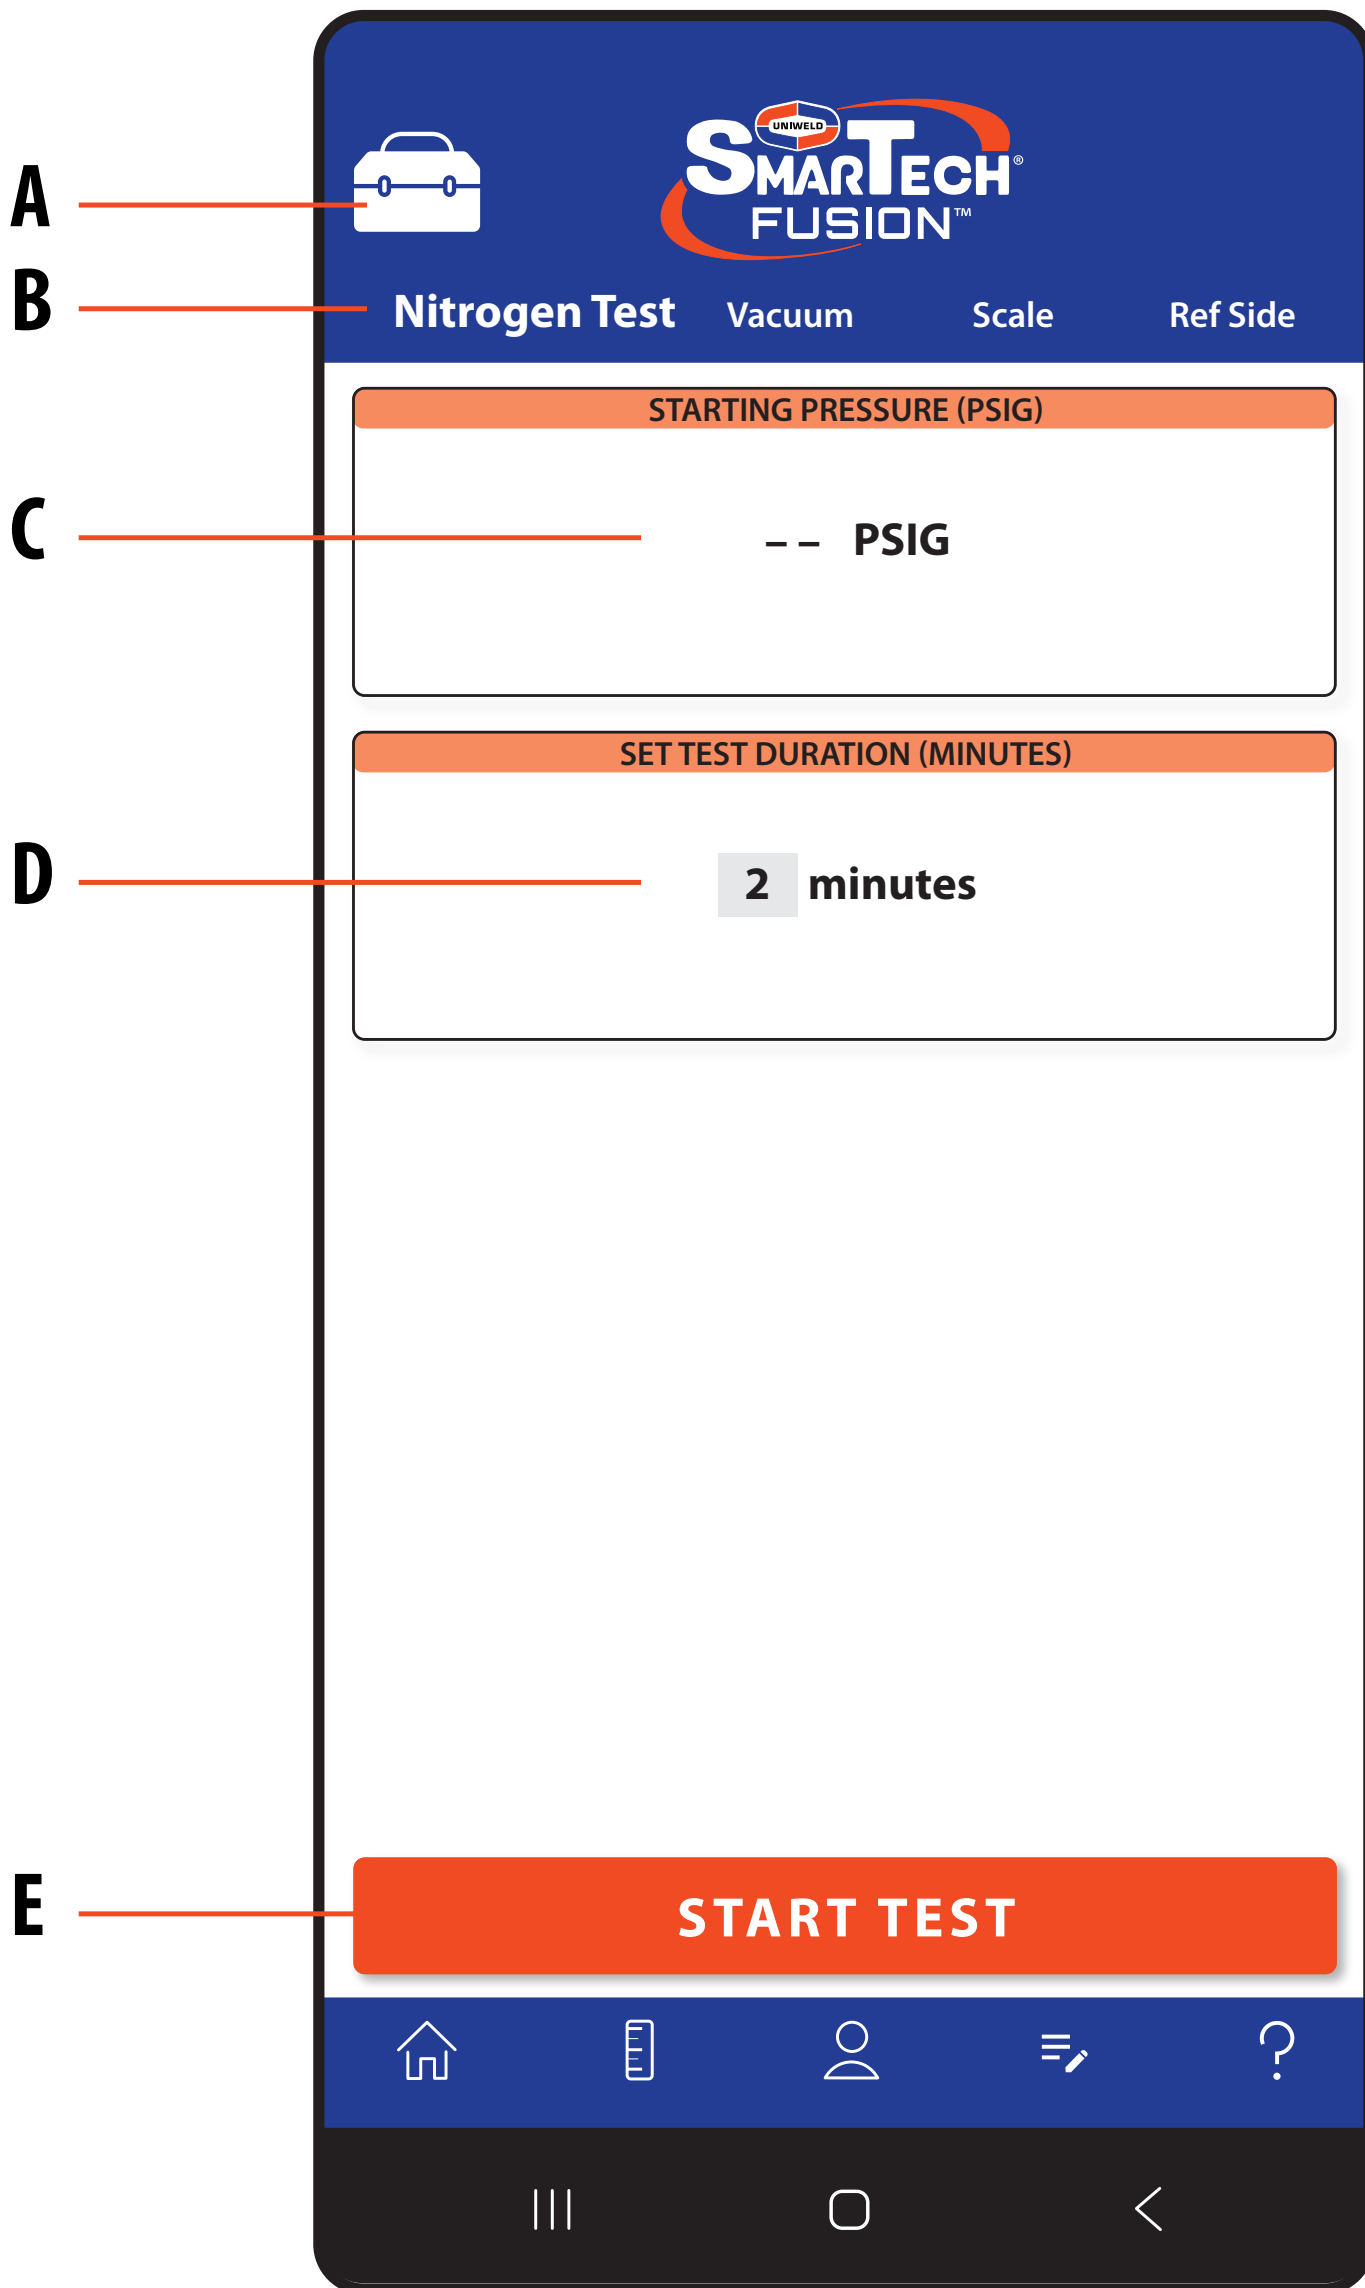 A
UNIWELD
SMARTECH®
FUSION™
B
Nitrogen Test Vacuum Scale Ref Side
STARTING PRESSURE (PSIG)
C
-- PSIG
SET TEST DURATION (MINUTES)
D
2 minutes
E
START TEST
?